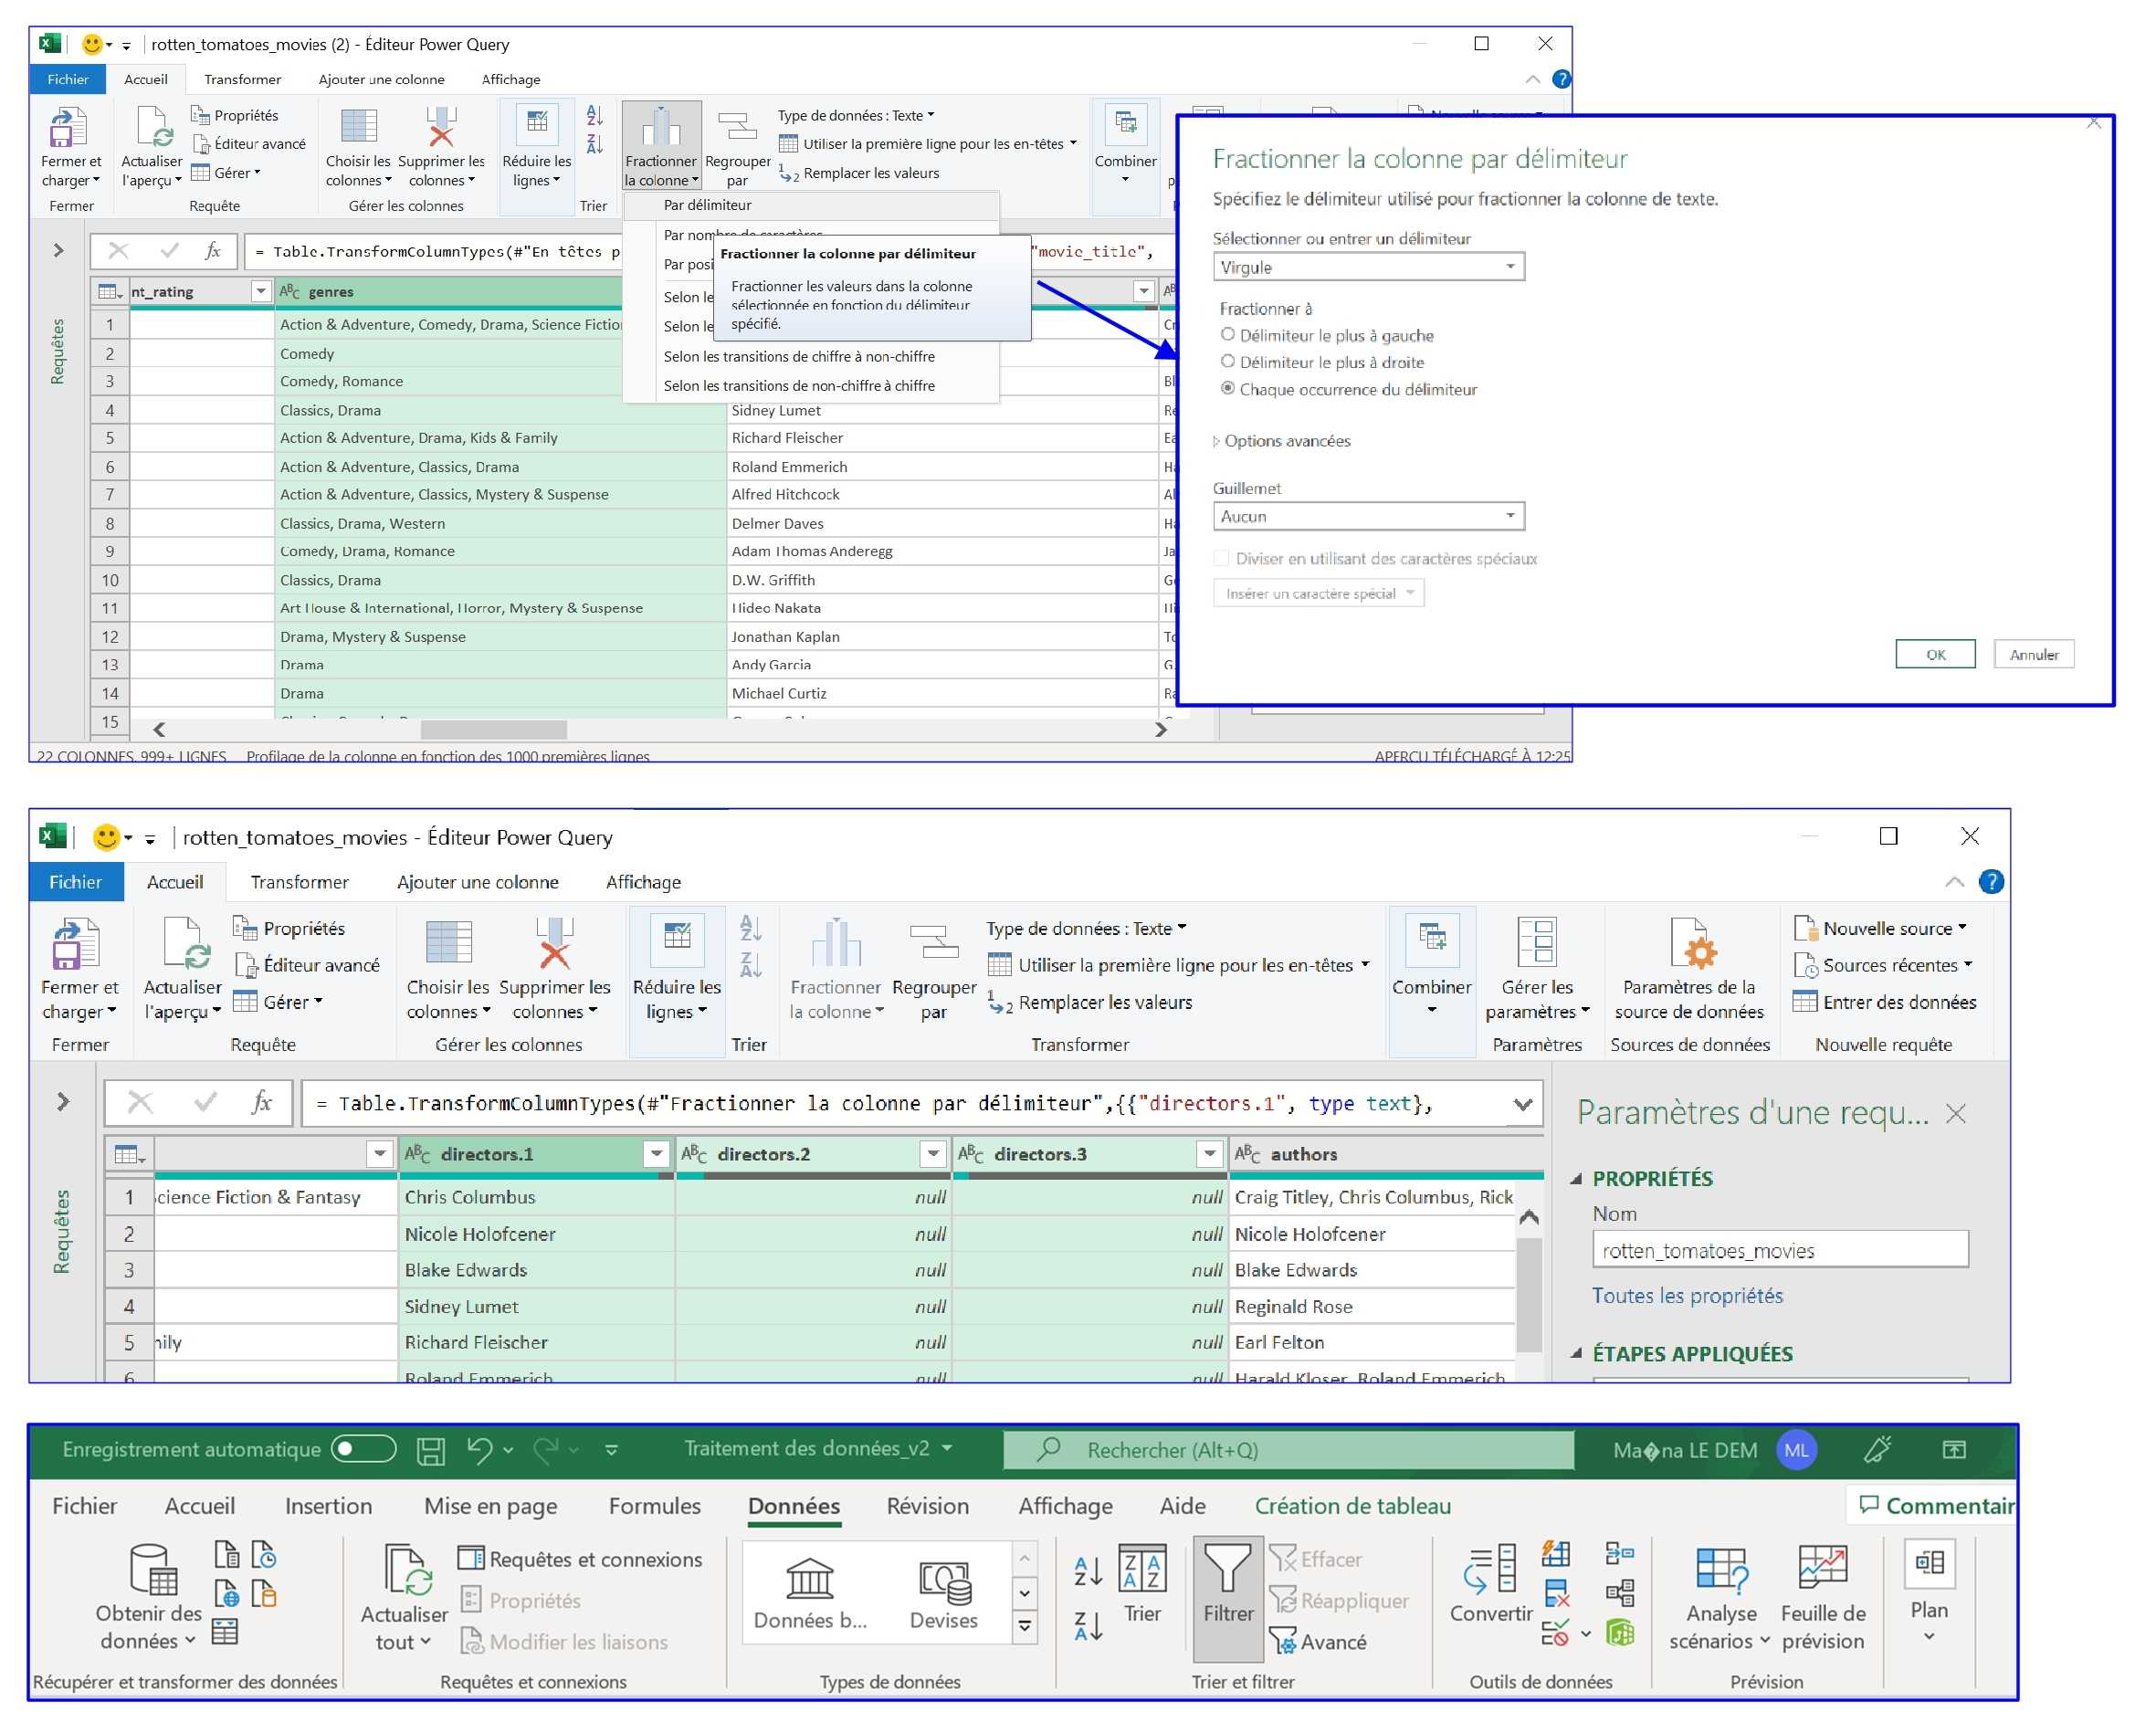 rotten_tomatoes_movies (2) - Éditeur Power Query
Fichier Accueil Transformer Ajouter une colonne Affichage
Fermer et charger
Fermer
Actualiser l'aperçu
Propriétés
Éditeur avancé
Gérer
Requête
Choisir les colonnes
Supprimer les colonnes
Gérer les colonnes
Réduire les lignes
Trier
Fractionner la colonne
Regrouper par
Type de données : Texte
Utiliser la première ligne pour les en-têtes
Remplacer les valeurs
Combiner
Par délimiteur
Par nombre de caractères
Par posi
Selon le
Selon le
Selon les transitions de chiffre à non-chiffre
Selon les transitions de non-chiffre à chiffre
Fractionner la colonne par délimiteur
Fractionner les valeurs dans la colonne
sélectionnée en fonction du délimiteur
spécifié.
fx = Table.TransformColumnTypes(#"En têtes p "movie_title",
Requêtes
nt_rating ABC genres
1 Action & Adventure, Comedy, Drama, Science Fictio
2 Comedy
3 Comedy, Romance
4 Classics, Drama Sidney Lumet
5 Action & Adventure, Drama, Kids & Family Richard Fleischer
6 Action & Adventure, Classics, Drama Roland Emmerich
7 Action & Adventure, Classics, Mystery & Suspense Alfred Hitchcock
8 Classics, Drama, Western Delmer Daves
9 Comedy, Drama, Romance Adam Thomas Anderegg
10 Classics, Drama D.W. Griffith
11 Art House & International, Horror, Mystery & Suspense Hideo Nakata
12 Drama, Mystery & Suspense Jonathan Kaplan
13 Drama Andy Garcia
14 Drama Michael Curtiz
15
22 COLONNES, 999+ LIGNES Profilage de la colonne en fonction des 1000 premières lignes APERÇU TÉLÉCHARGÉ À 12:25
Fractionner la colonne par délimiteur
Spécifiez le délimiteur utilisé pour fractionner la colonne de texte.
Sélectionner ou entrer un délimiteur
Virgule
Fractionner à
Délimiteur le plus à gauche
Délimiteur le plus à droite
Chaque occurrence du délimiteur
Options avancées
Guillemet
Aucun
Diviser en utilisant des caractères spéciaux
Insérer un caractère spécial
OK Annuler
rotten_tomatoes_movies - Éditeur Power Query
Fichier Accueil Transformer Ajouter une colonne Affichage
Fermer et charger
Fermer
Actualiser l'aperçu
Propriétés
Éditeur avancé
Gérer
Requête
Choisir les colonnes
Supprimer les colonnes
Gérer les colonnes
Réduire les lignes
Trier
Fractionner la colonne
Regrouper par
Type de données : Texte
Utiliser la première ligne pour les en-têtes
Remplacer les valeurs
Transformer
Combiner
Gérer les paramètres
Paramètres
Paramètres de la source de données
Sources de données
Nouvelle source
Sources récentes
Entrer des données
Nouvelle requête
fx = Table.TransformColumnTypes(#"Fractionner la colonne par délimiteur",{{"directors.1", type text},
Requêtes
ABC directors.1 ABC directors.2 ABC directors.3 ABC authors
1 cience Fiction & Fantasy Chris Columbus null null Craig Titley, Chris Columbus, Rick
2 Nicole Holofcener null null Nicole Holofcener
3 Blake Edwards null null Blake Edwards
4 Sidney Lumet null null Reginald Rose
5 nily Richard Fleischer null null Earl Felton
6 Roland Emmerich null null Harald Kloser, Roland Emmerich
Paramètres d'une requ...
PROPRIÉTÉS
Nom
rotten_tomatoes_movies
Toutes les propriétés
ÉTAPES APPLIQUÉES
Enregistrement automatique Traitement des données_v2 Rechercher (Alt+Q) Ma�na LE DEM ML
Fichier Accueil Insertion Mise en page Formules Données Révision Affichage Aide Création de tableau Commentair
Obtenir des données
Récupérer et transformer des données
Actualiser tout
Requêtes et connexions
Propriétés
Modifier les liaisons
Requêtes et connexions
Données b... Devises
Types de données
Trier
Filtrer
Effacer
Réappliquer
Avancé
Trier et filtrer
Convertir
Outils de données
Analyse scénarios
Feuille de prévision
Prévision
Plan